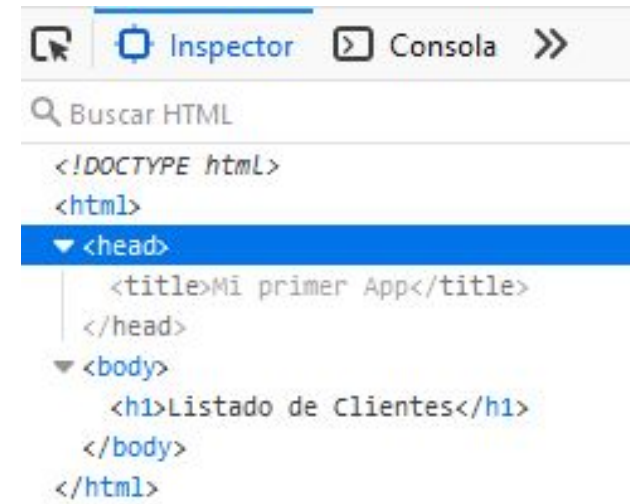 Inspector Consola
Buscar HTML
<!DOCTYPE html>
<html>
<head>
<title>Mi primer App</title>
</head>
<body>
<h1>Listado de Clientes</h1>
</body>
</html>